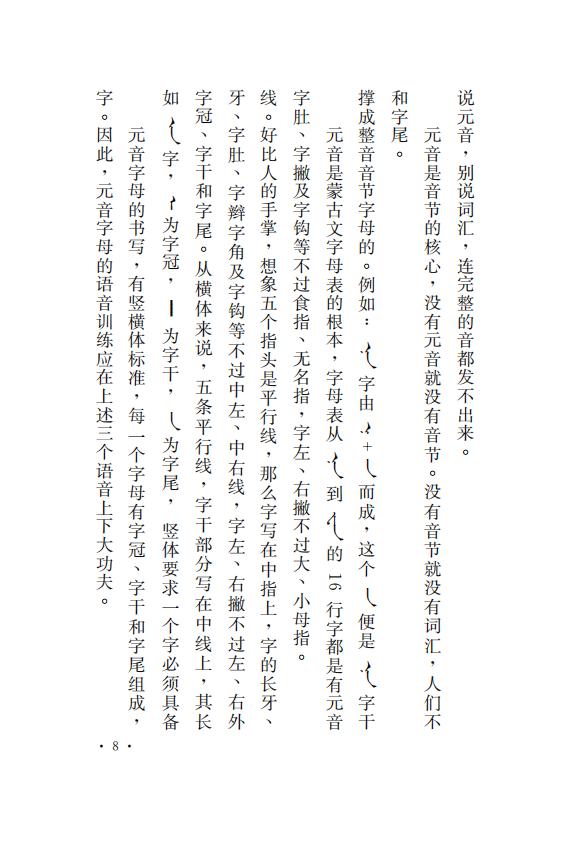 字。因此，元音字母的语音训练应在上述三个语音上下大功夫。
元音字母的书写，有竖横体标准，每一个字母有字冠、字干和字尾组成，
如 字， 为字冠， 为字干， 为字尾， 竖体要求一个字必须具备
字冠、字干和字尾。从横体来说，五条平行线，字干部分写在中线上，其长
牙、字肚、字辫字角及字钩等不过中左、中右线，字左、右撇不过左、右外
线。好比人的手掌，想象五个指头是平行线，那么字写在中指上，字的长牙、
字肚、字撇及字钩等不过食指、无名指，字左、右撇不过大、小母指。
元音是蒙古文字母表的根本，字母表从 到 的 16 行字都是有元音
撑成整音音节字母的。例如： 字由 + 而成，这个 便是 字干
和字尾。
元音是音节的核心，没有元音就没有音节。没有音节就没有词汇，人们不
说元音，别说词汇，连完整的音都发不出来。
• 8 •